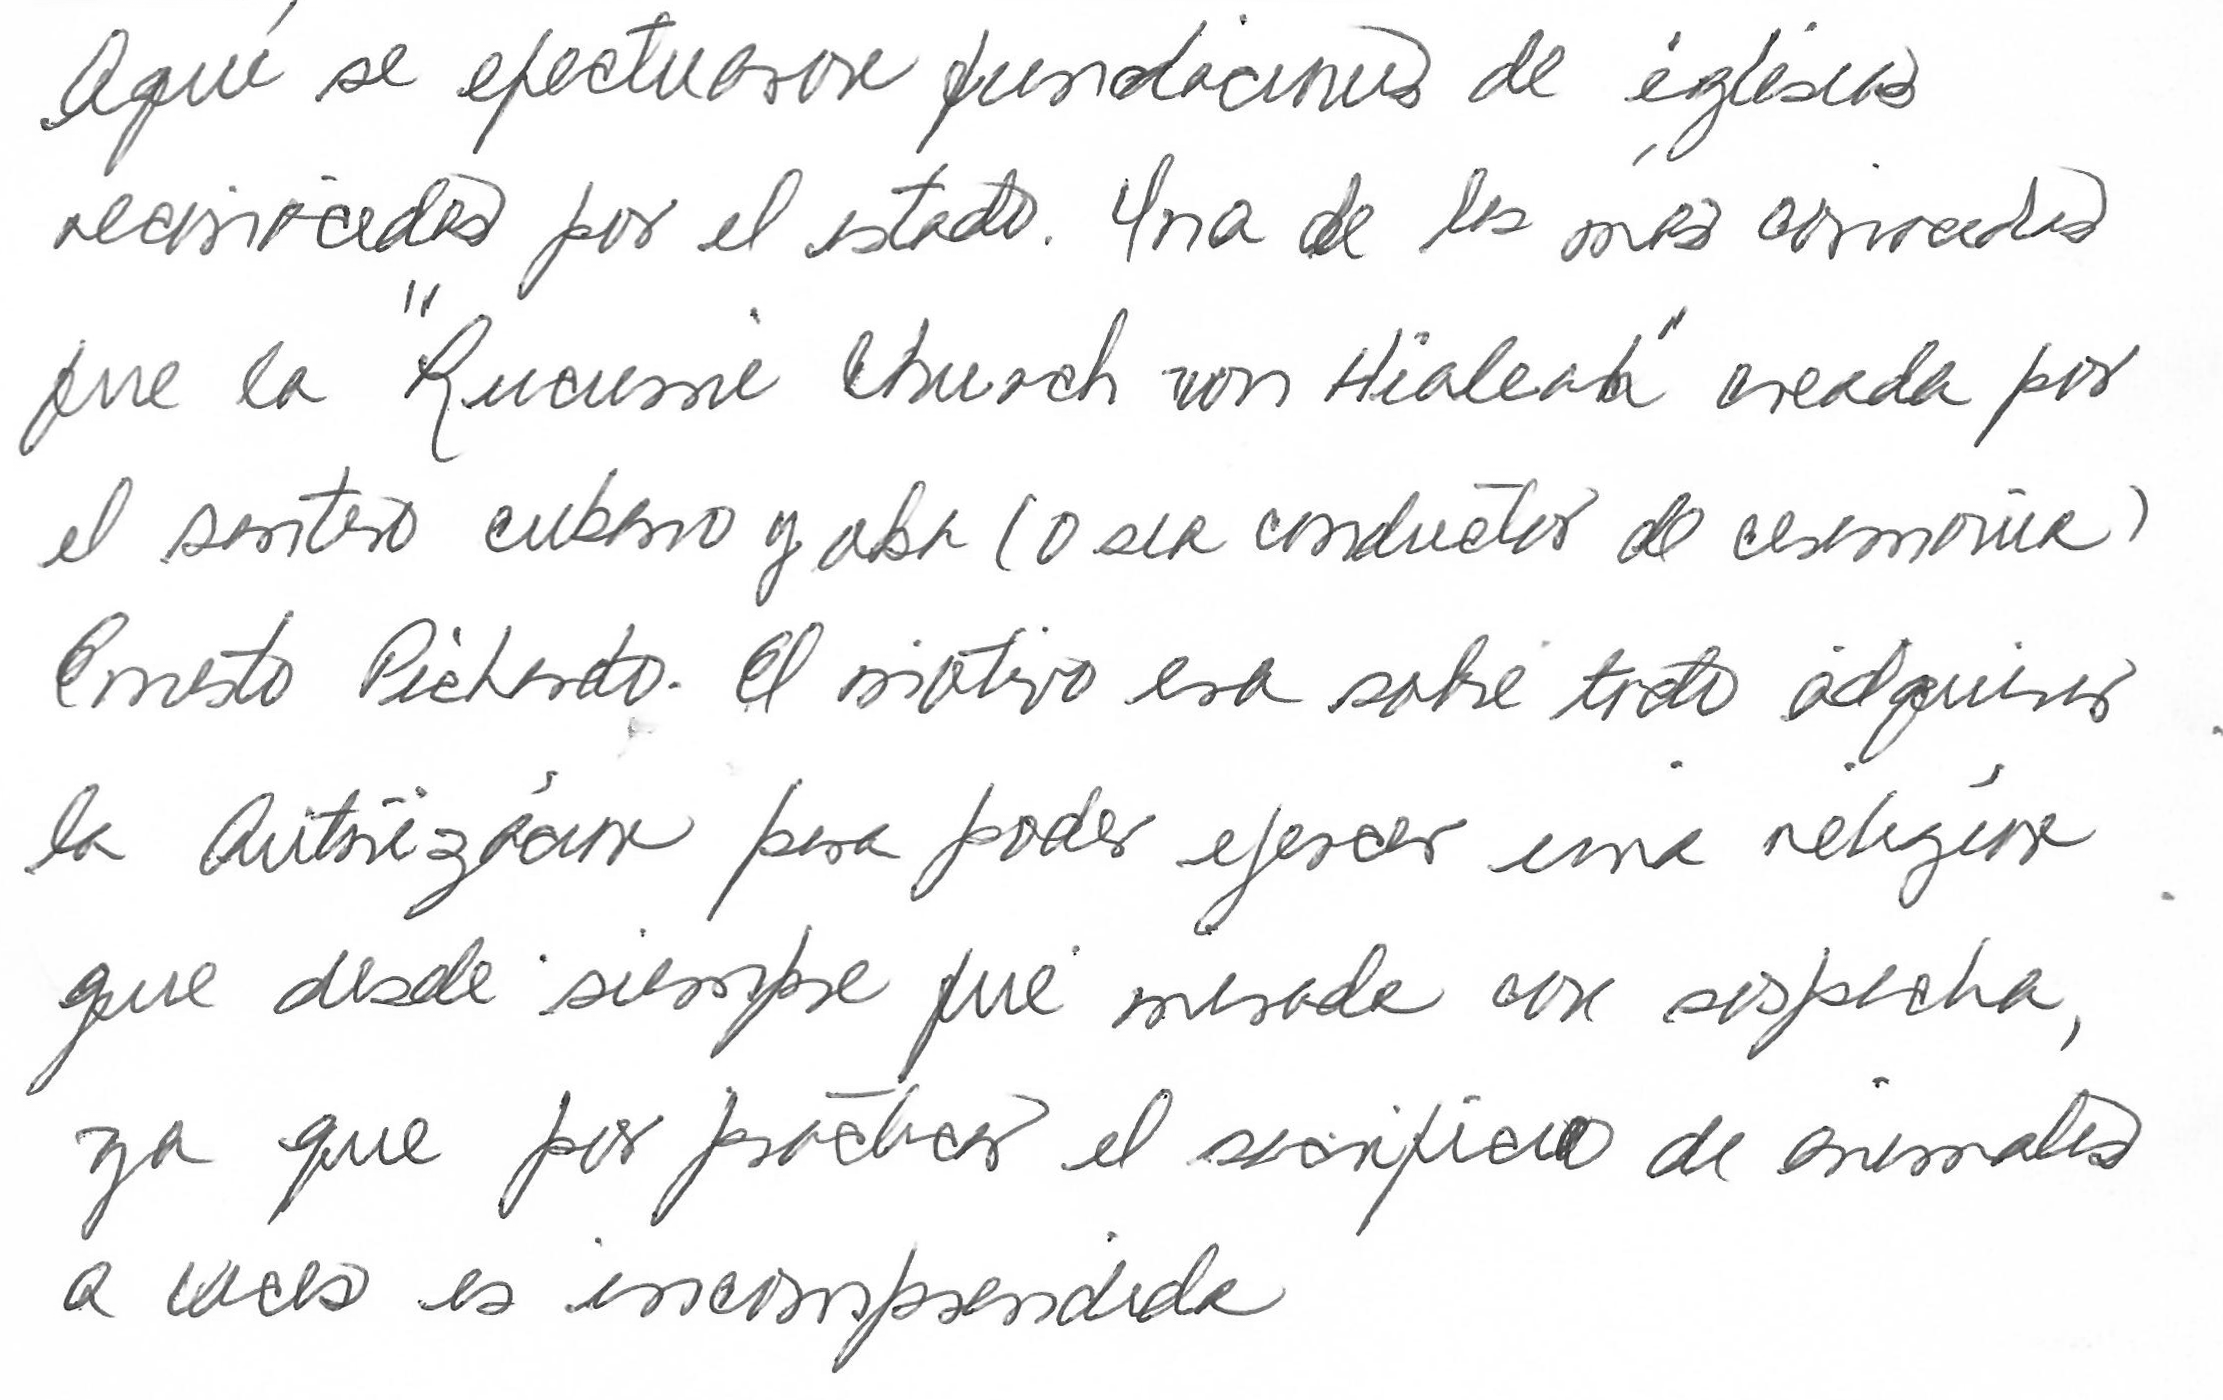 Aquí se efectuaron fundaciones de iglesias
reconocidas por el estado. Una de las más conocidas
fue la "Rucumi Church von Hialeah" creada por
el santero cubano y oba (o sea conductor de ceremonia)
Ernesto Pichardo. El motivo era sobre todo adquirir
la autorización para poder ejercer una religión
que desde siempre fue mirada con sospecha,
ya que por practicar el sacrificio de animales
a veces es incomprendida